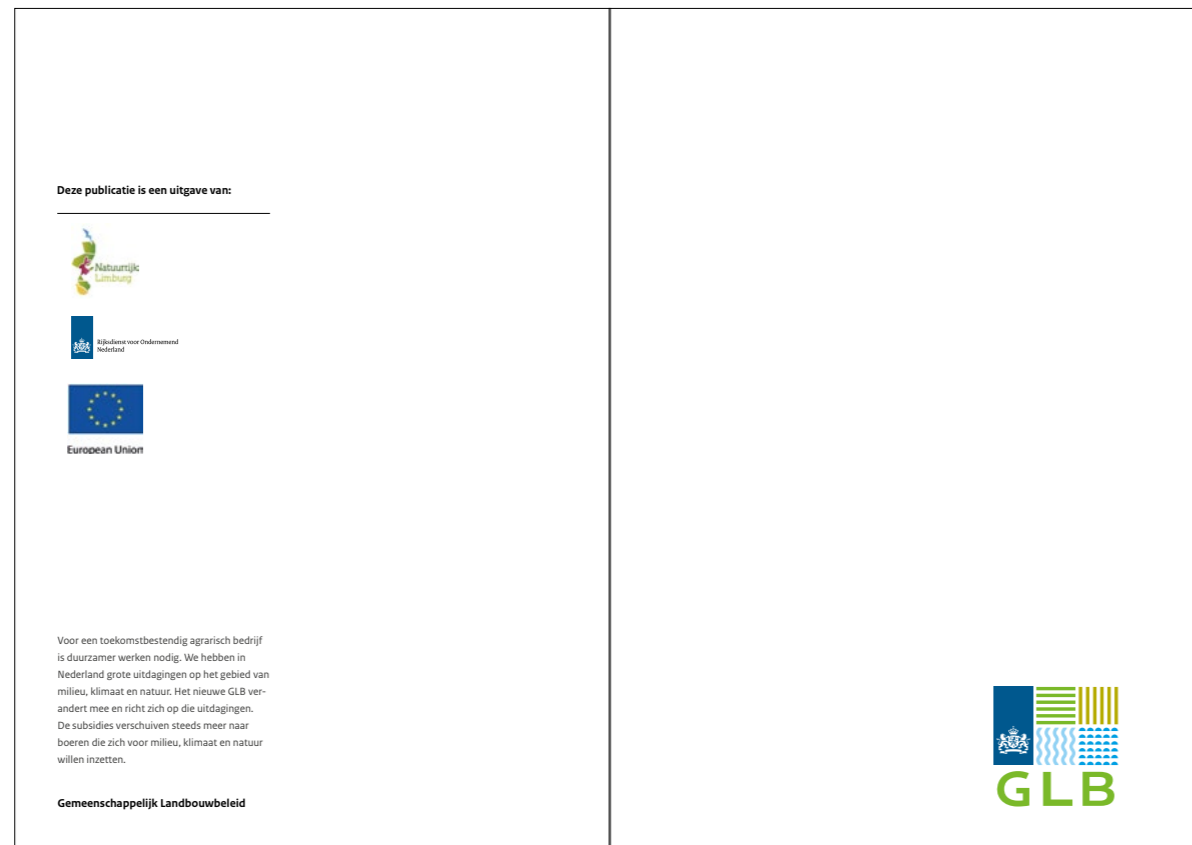 Deze publicatie is een uitgave van:
Natuurrijk
Limburg
Rijksdienst voor Ondernemend
Nederland
European Union
Voor een toekomstbestendig agrarisch bedrijf
is duurzamer werken nodig. We hebben in
Nederland grote uitdagingen op het gebied van
milieu, klimaat en natuur. Het nieuwe GLB ver-
andert mee en richt zich op die uitdagingen.
De subsidies verschuiven steeds meer naar
boeren die zich voor milieu, klimaat en natuur
willen inzetten.
Gemeenschappelijk Landbouwbeleid
GLB